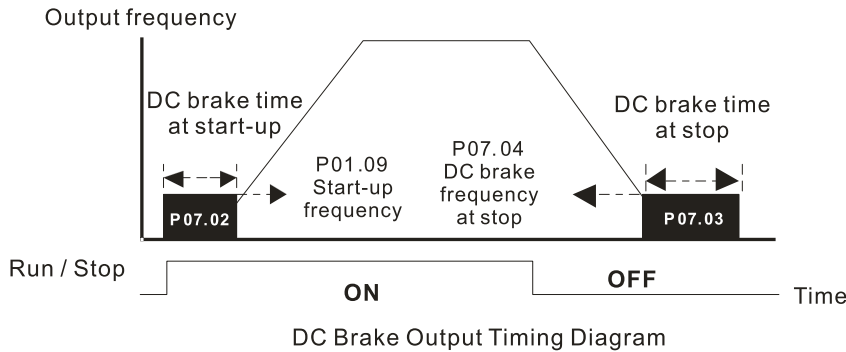 Output frequency
DC brake time
at start-up
DC brake time
at stop
P01.09
Start-up
frequency
P07.04
DC brake
frequency
at stop
P07.02
P07.03
Run / Stop
ON
OFF
Time
DC Brake Output Timing Diagram